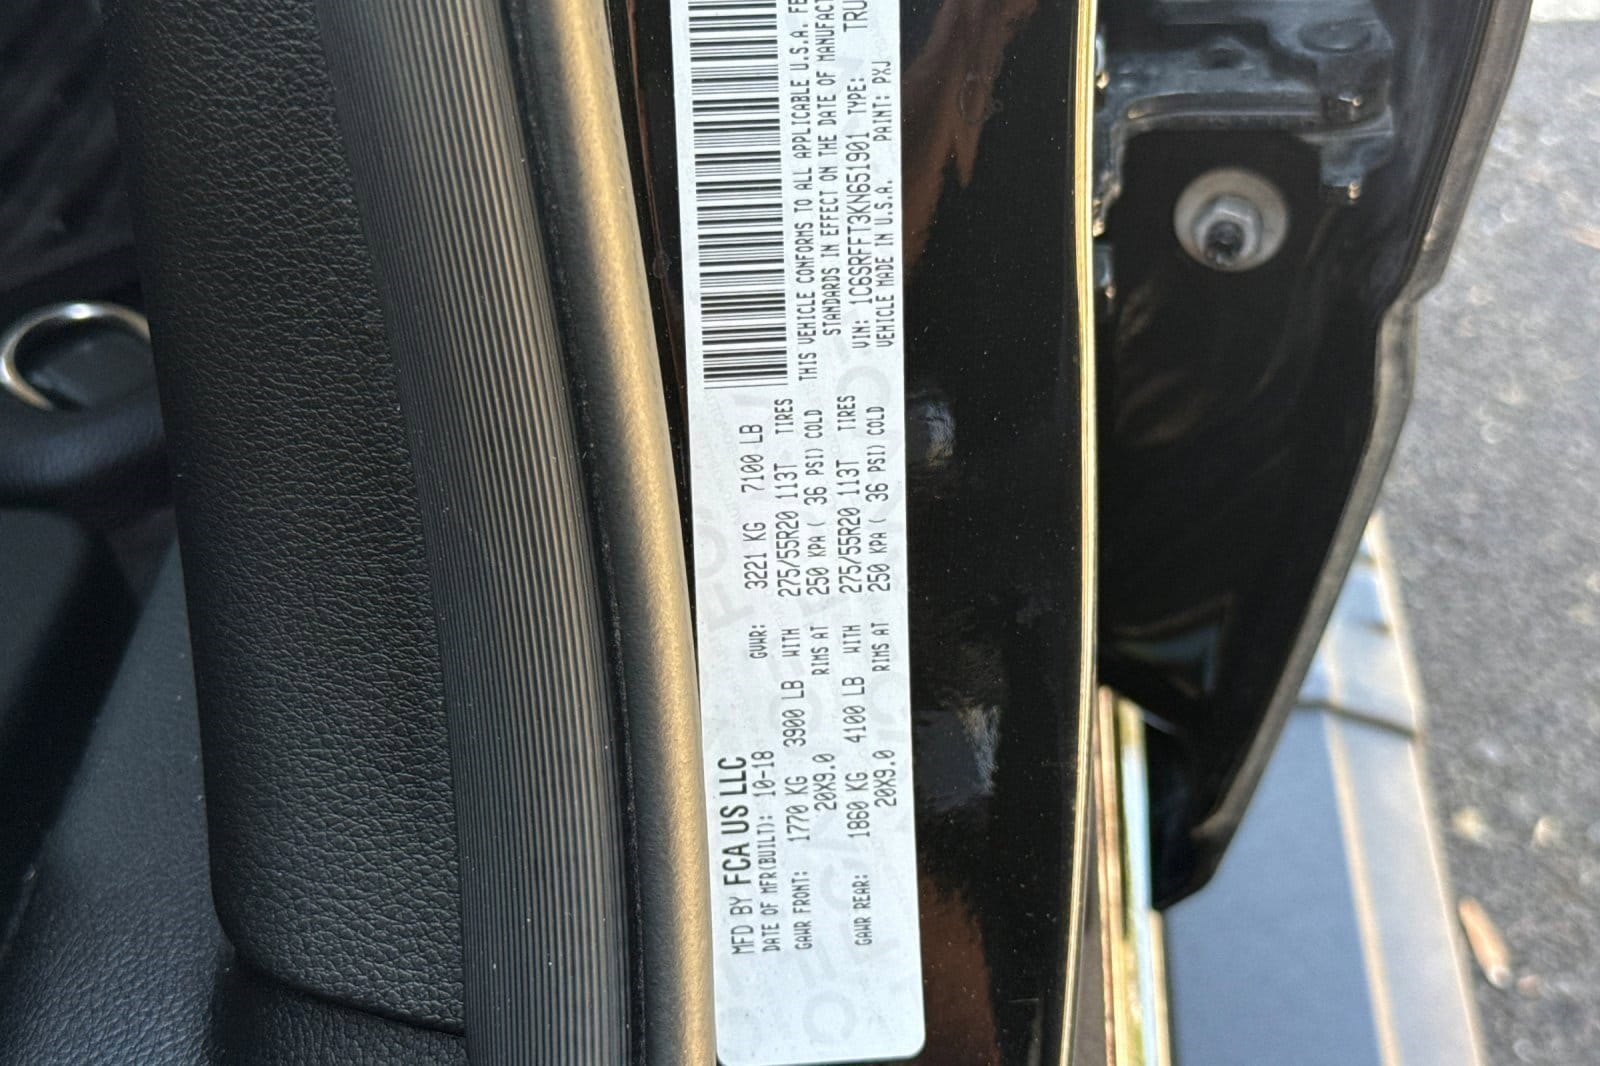 MFD BY FCA US LLC
DATE OF MFR(BUILT): 10-18 GVWR: 3221 KG 7100 LB
GAWR FRONT: 1770 KG 3900 LB WITH 275/55R20 113T TIRES
20X9.0 RIMS AT 250 KPA ( 36 PSI) COLD
GAWR REAR: 1860 KG 4100 LB WITH 275/55R20 113T TIRES
20X9.0 RIMS AT 250 KPA ( 36 PSI) COLD
THIS VEHICLE CONFORMS TO ALL APPLICABLE U.S.A.
STANDARDS IN EFFECT ON THE DATE OF
VIN: 1C6SRFFT3KN651901 TYPE:
VEHICLE MADE IN U.S.A. PAINT: PXJ